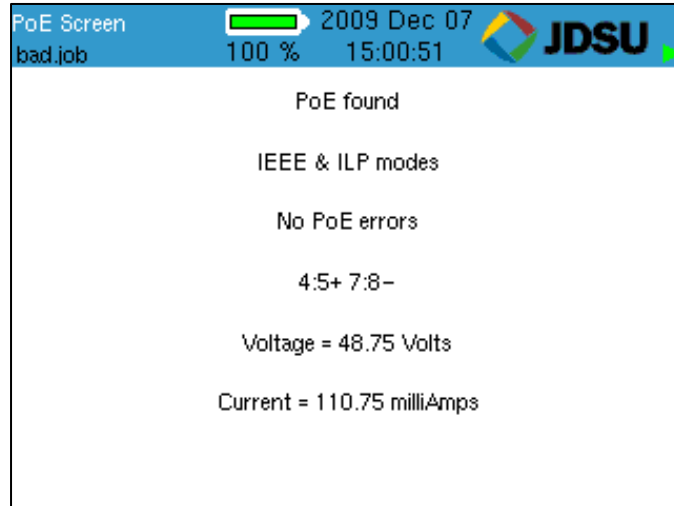 PoE Screen 2009 Dec 07 JDSU
bad.job 100 % 15:00:51
PoE found
IEEE & ILP modes
No PoE errors
4:5+ 7:8-
Voltage = 48.75 Volts
Current = 110.75 milliAmps